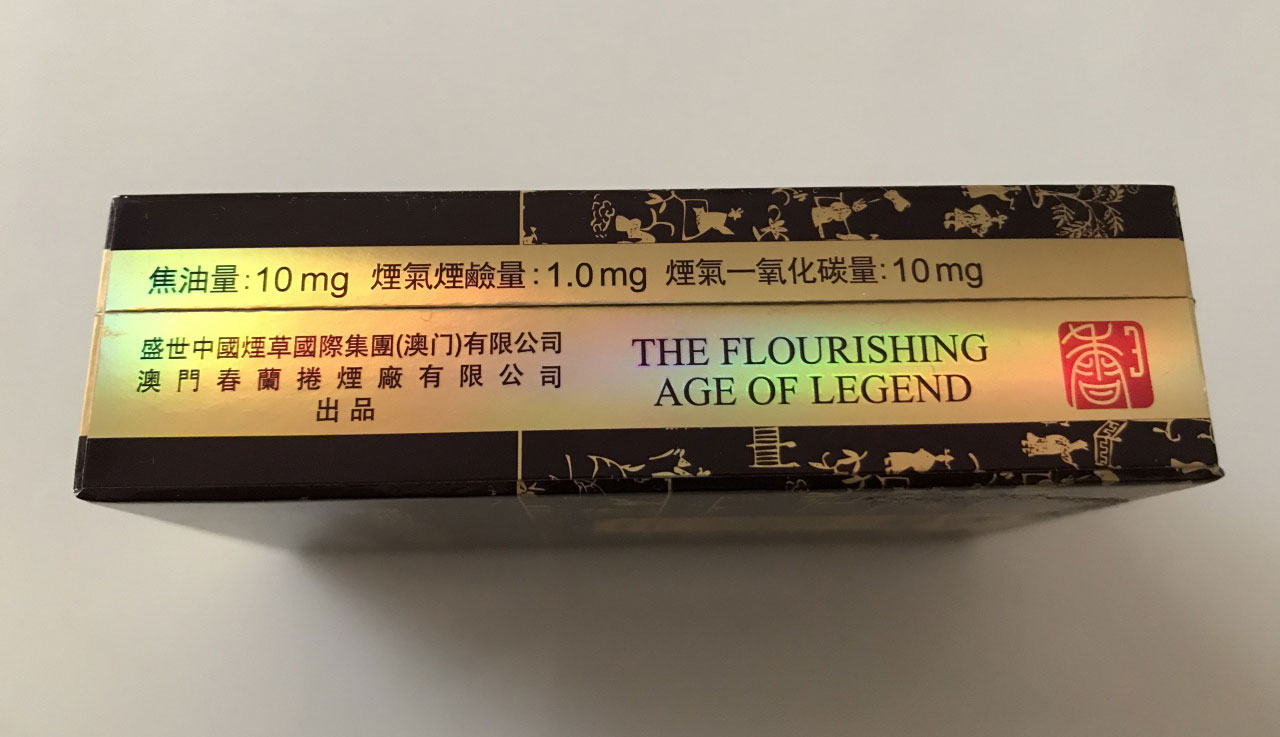 焦油量:10mg 煙氣煙鹼量:1.0mg 煙氣一氧化碳量:10mg
盛世中國煙草國際集團(澳门)有限公司
澳門春蘭捲煙廠有限公司
出品
THE FLOURISHING
AGE OF LEGEND